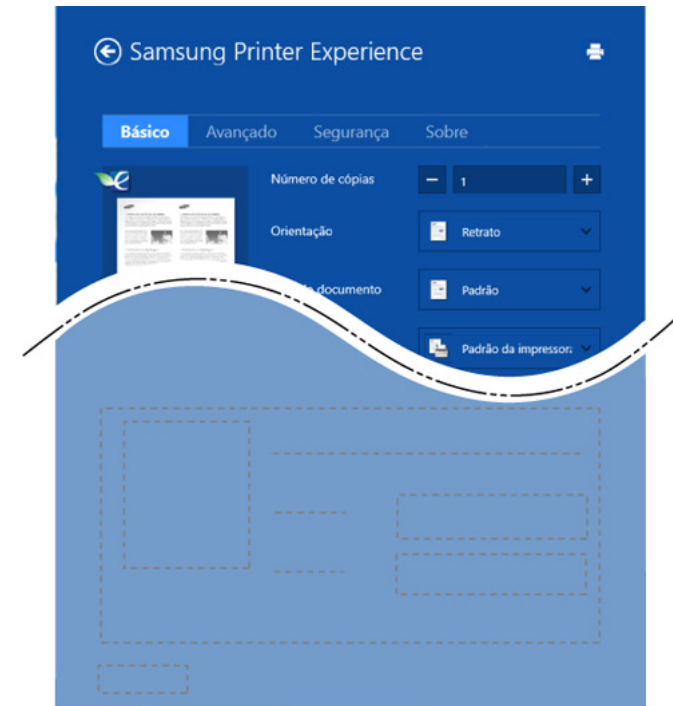 Samsung Printer Experience
Básico Avançado Segurança Sobre
Número de cópias 1
Orientação Retrato
documento Padrão
Padrão da impressora